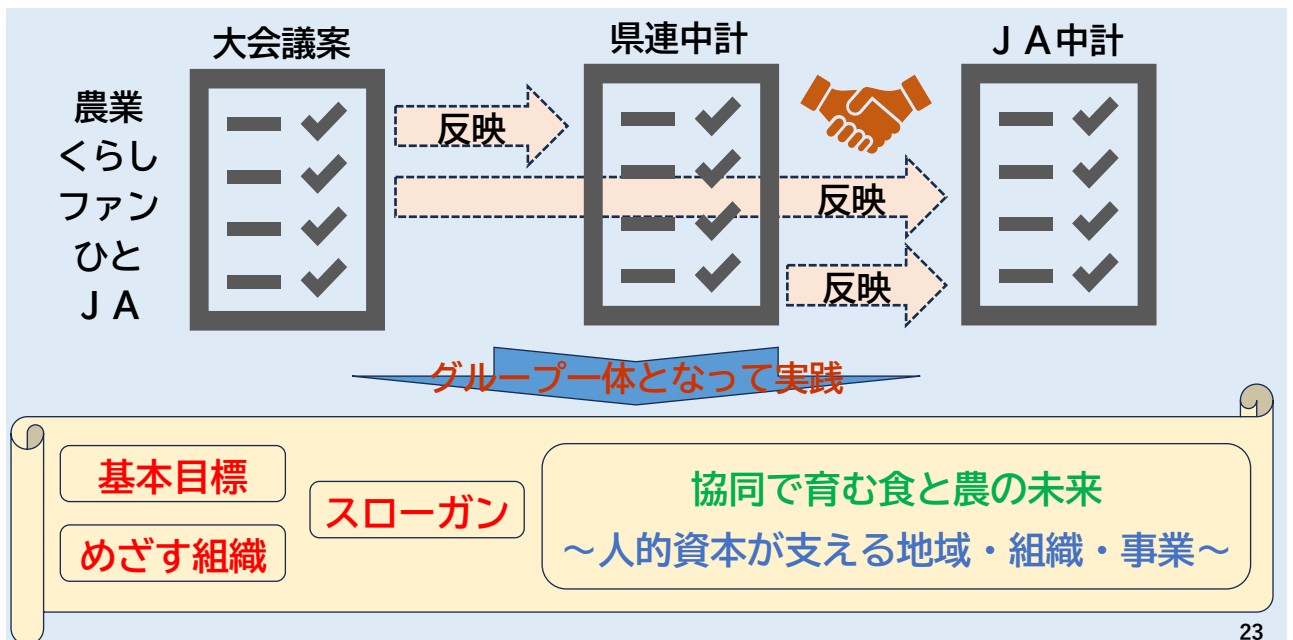 大会議案
県連中計
ＪＡ中計
農業
くらし
ファン
ひと
ＪＡ
反映
反映
反映
グループ一体となって実践
基本目標
めざす組織
スローガン
協同で育む食と農の未来
～人的資本が支える地域・組織・事業～
23